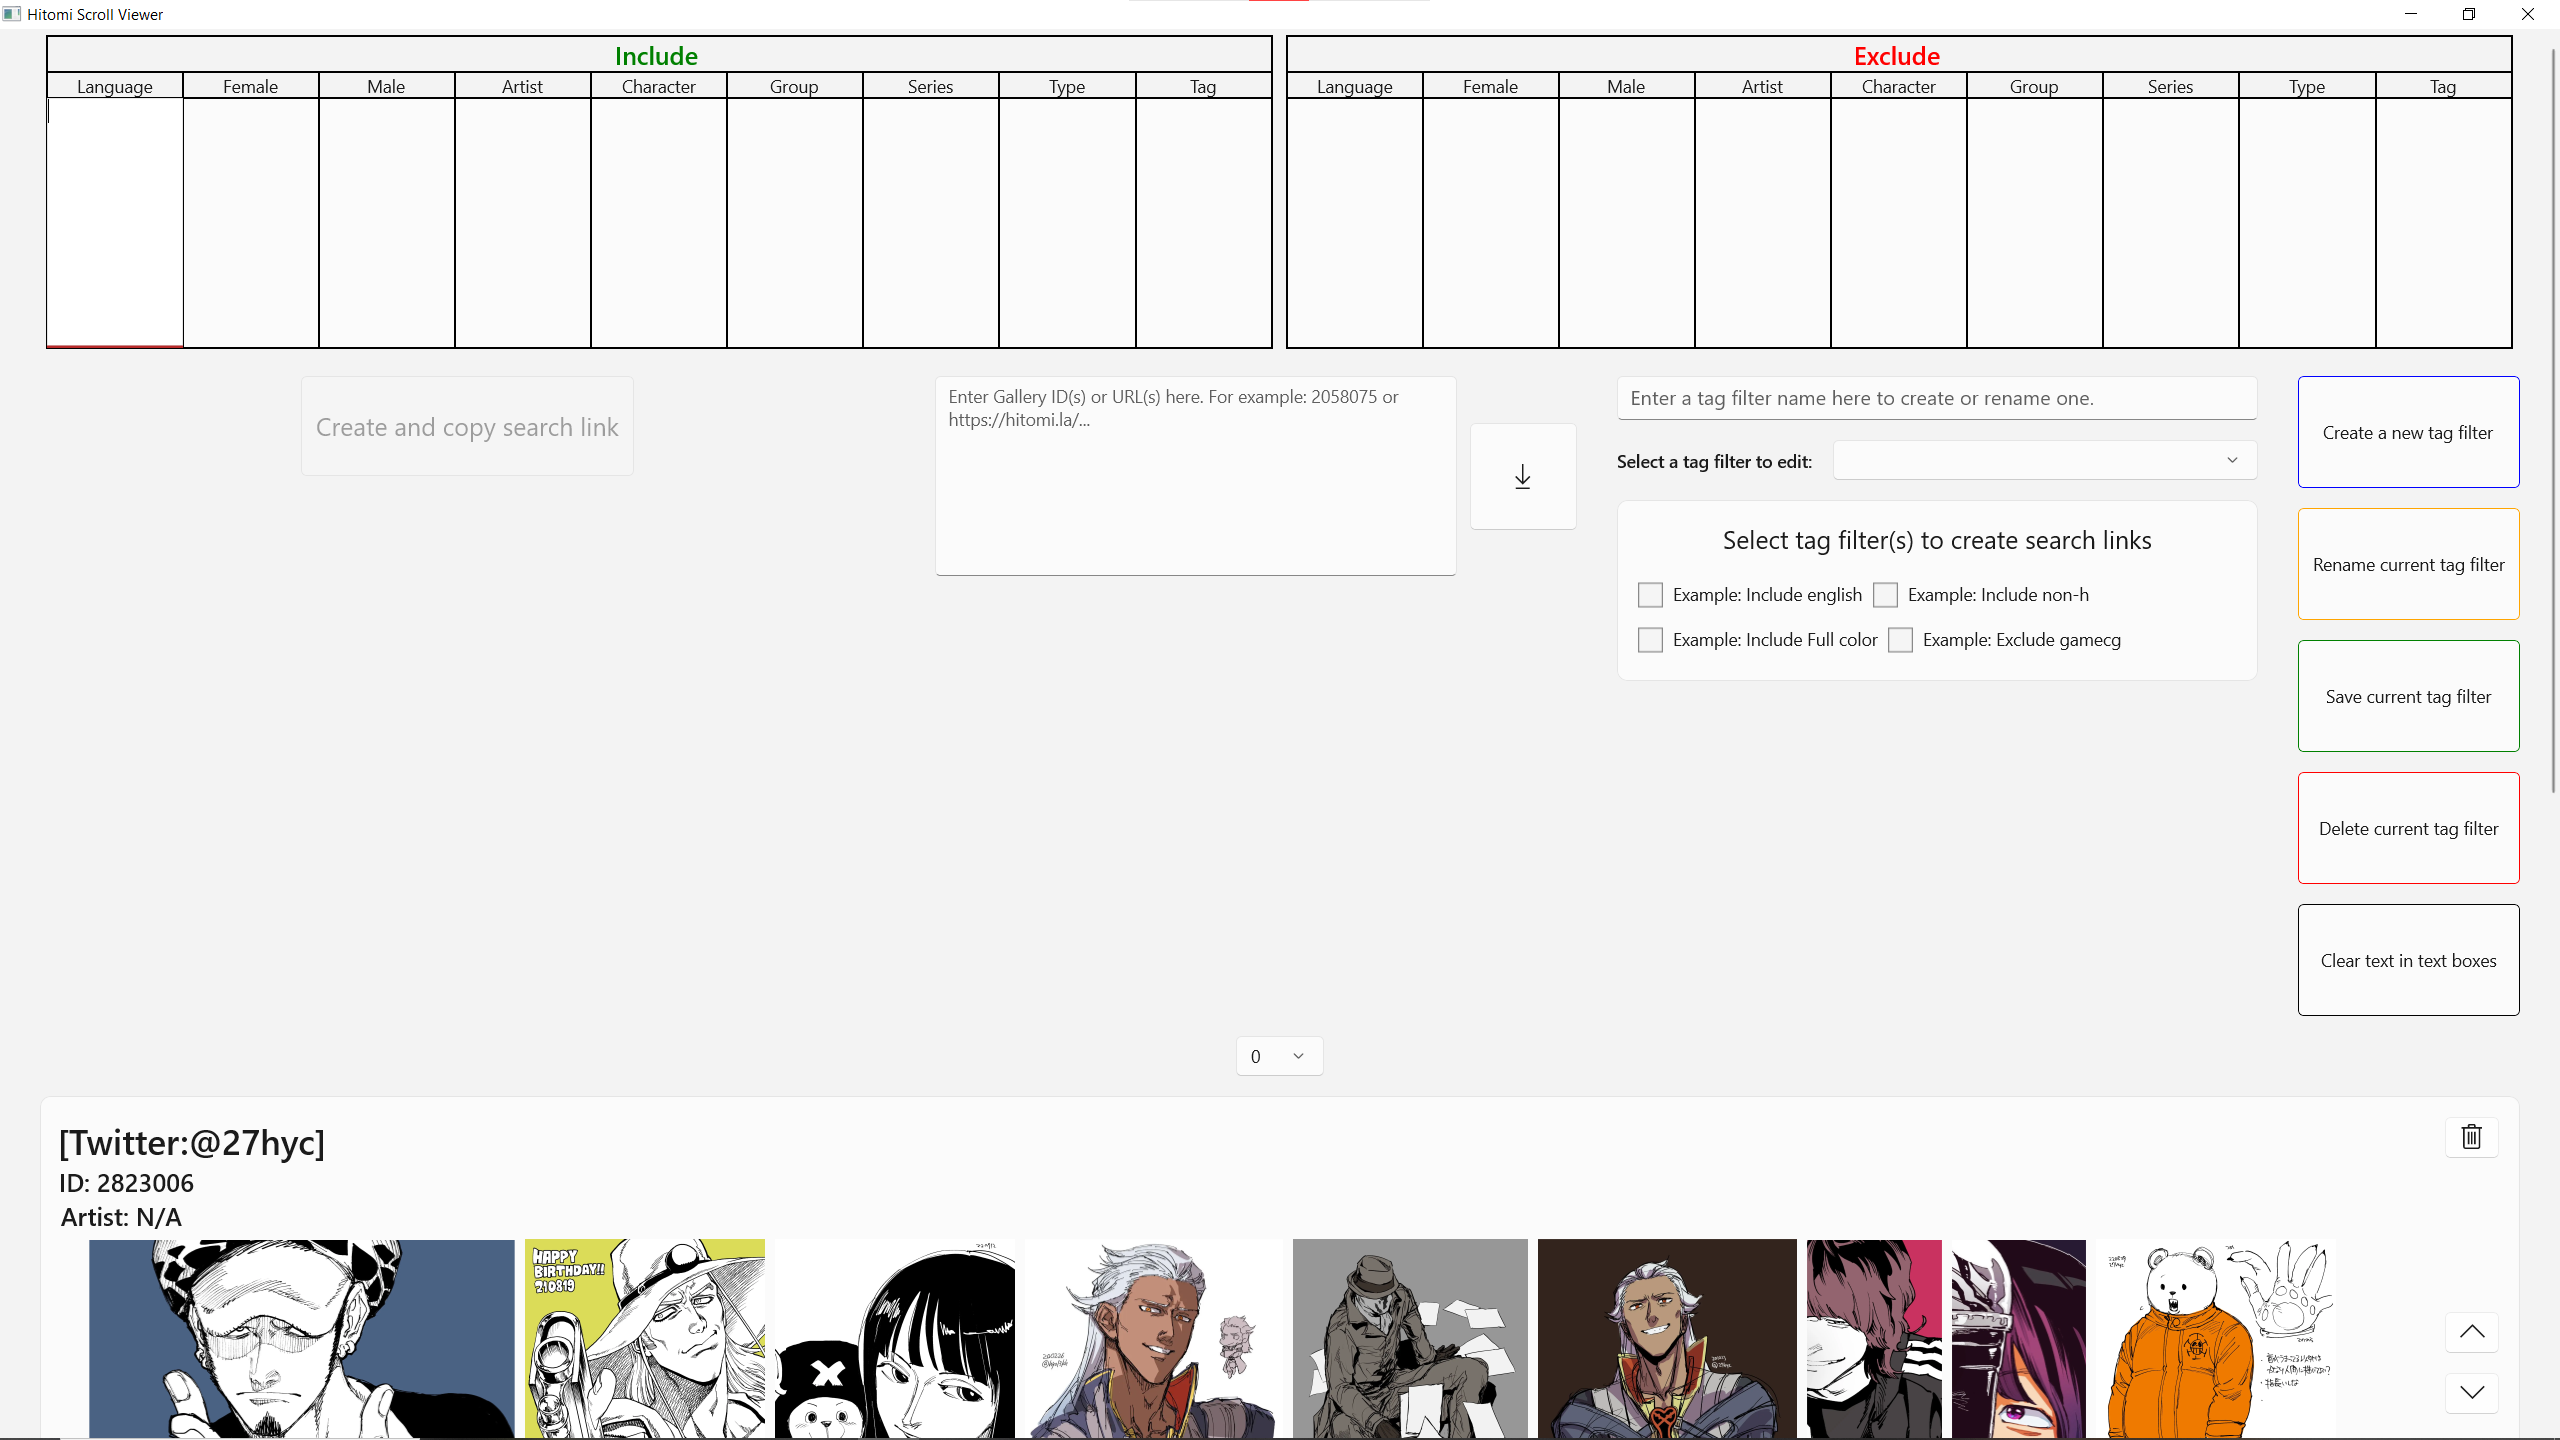 Hitomi Scroll Viewer
Include
Exclude
Language Female Male Artist Character Group Series Type Tag
Language Female Male Artist Character Group Series Type Tag
Create and copy search link
Enter Gallery ID(s) or URL(s) here. For example: 2058075 or
https://hitomi.la/...
Enter a tag filter name here to create or rename one.
Select a tag filter to edit:
Select tag filter(s) to create search links
Example: Include english
Example: Include non-h
Example: Include Full color
Example: Exclude gamecg
Create a new tag filter
Rename current tag filter
Save current tag filter
Delete current tag filter
Clear text in text boxes
0
[Twitter:@27hyc]
ID: 2823006
Artist: N/A
HAPPY
BIRTHDAY!!
210819